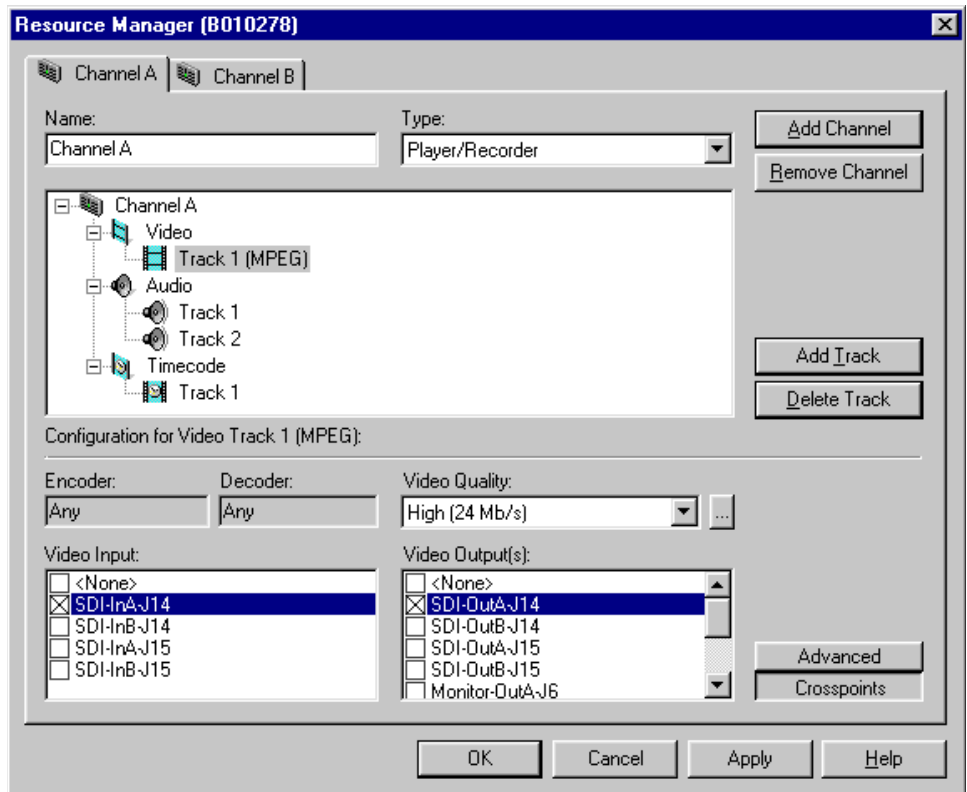 Resource Manager (B010278)
Channel A
Channel B
Name:
Type:
Channel A
Player/Recorder
Add Channel
Remove Channel
Channel A
Video
Track 1 (MPEG)
Audio
Track 1
Track 2
Timecode
Track 1
Add Track
Delete Track
Configuration for Video Track 1 (MPEG):
Encoder:
Decoder:
Video Quality:
Any
Any
High (24 Mb/s)
...
Video Input:
<None>
SDI-InA-J14
SDI-InB-J14
SDI-InA-J15
SDI-InB-J15
Video Output(s):
<None>
SDI-OutA-J14
SDI-OutB-J14
SDI-OutA-J15
SDI-OutB-J15
Monitor-OutA-J6
Advanced
Crosspoints
OK
Cancel
Apply
Help